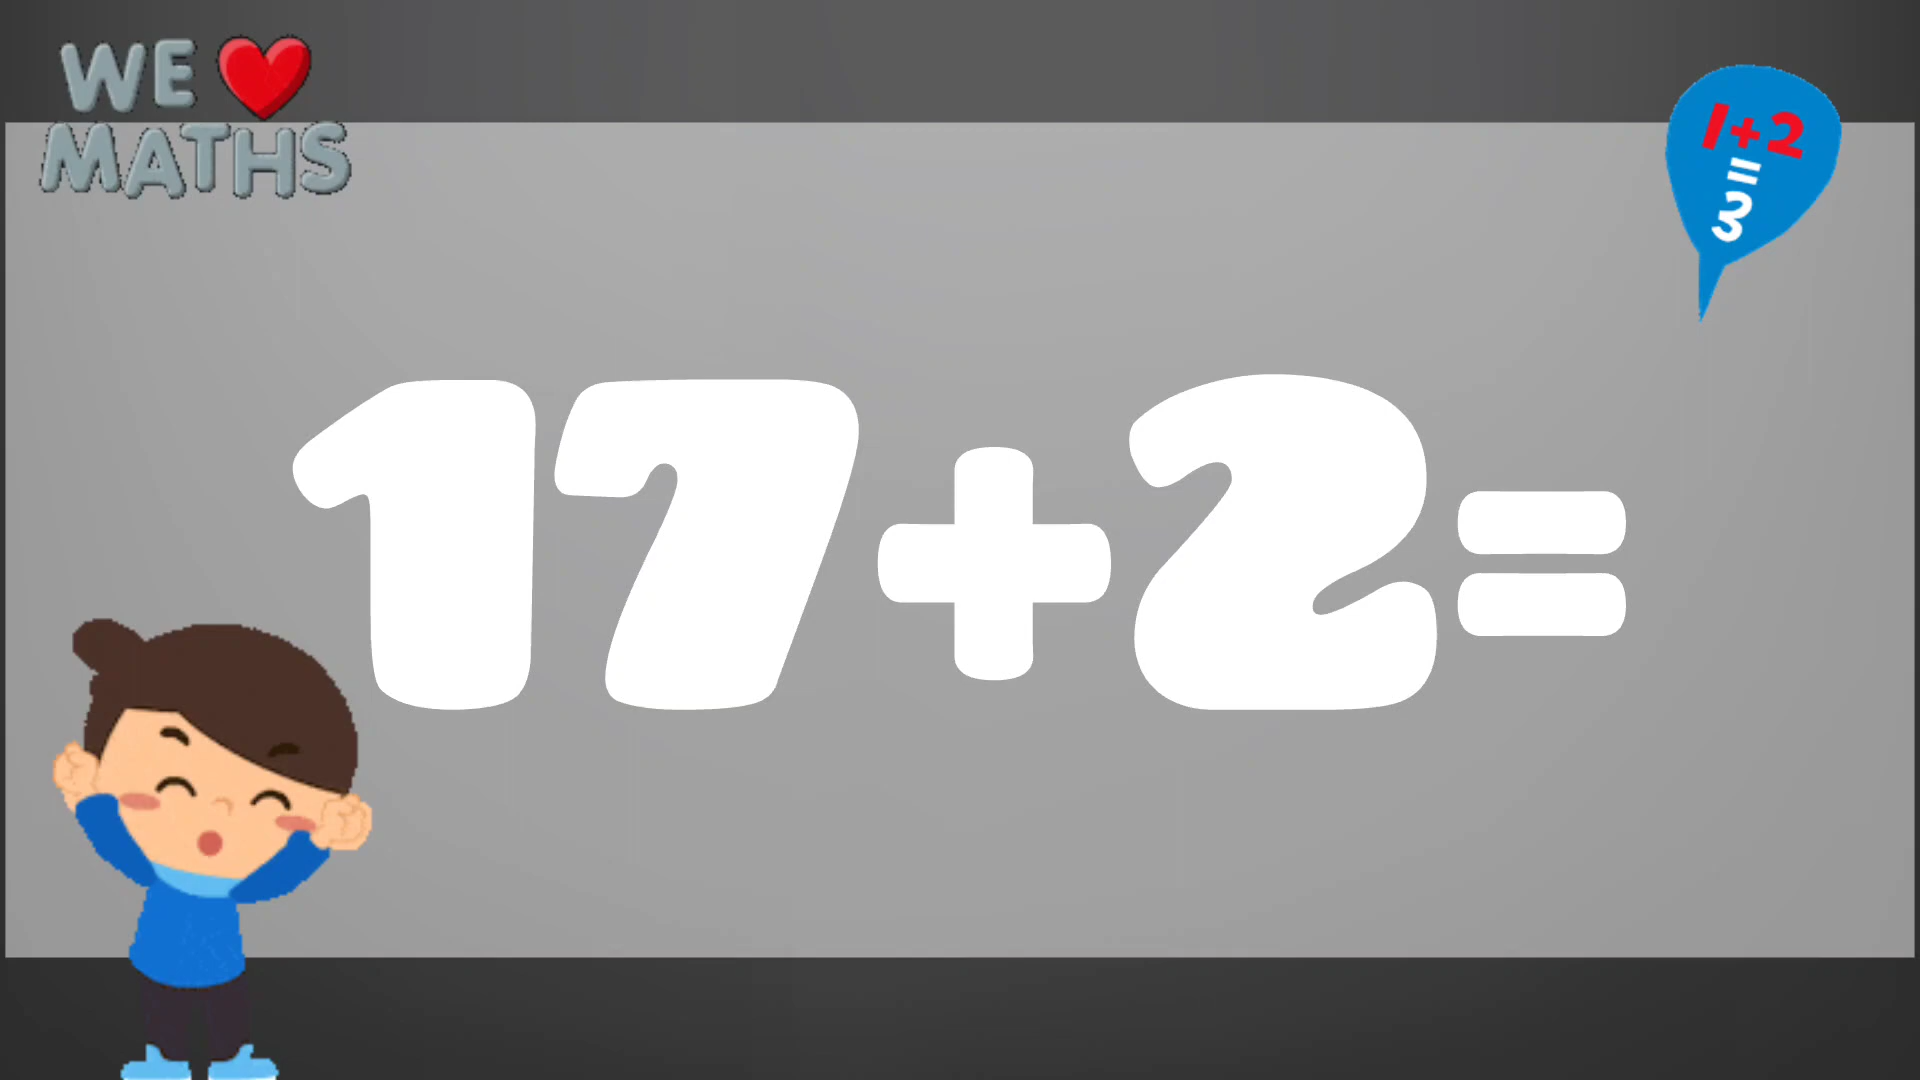 WE ❤ MATHS
1+2
=
3
17+2=